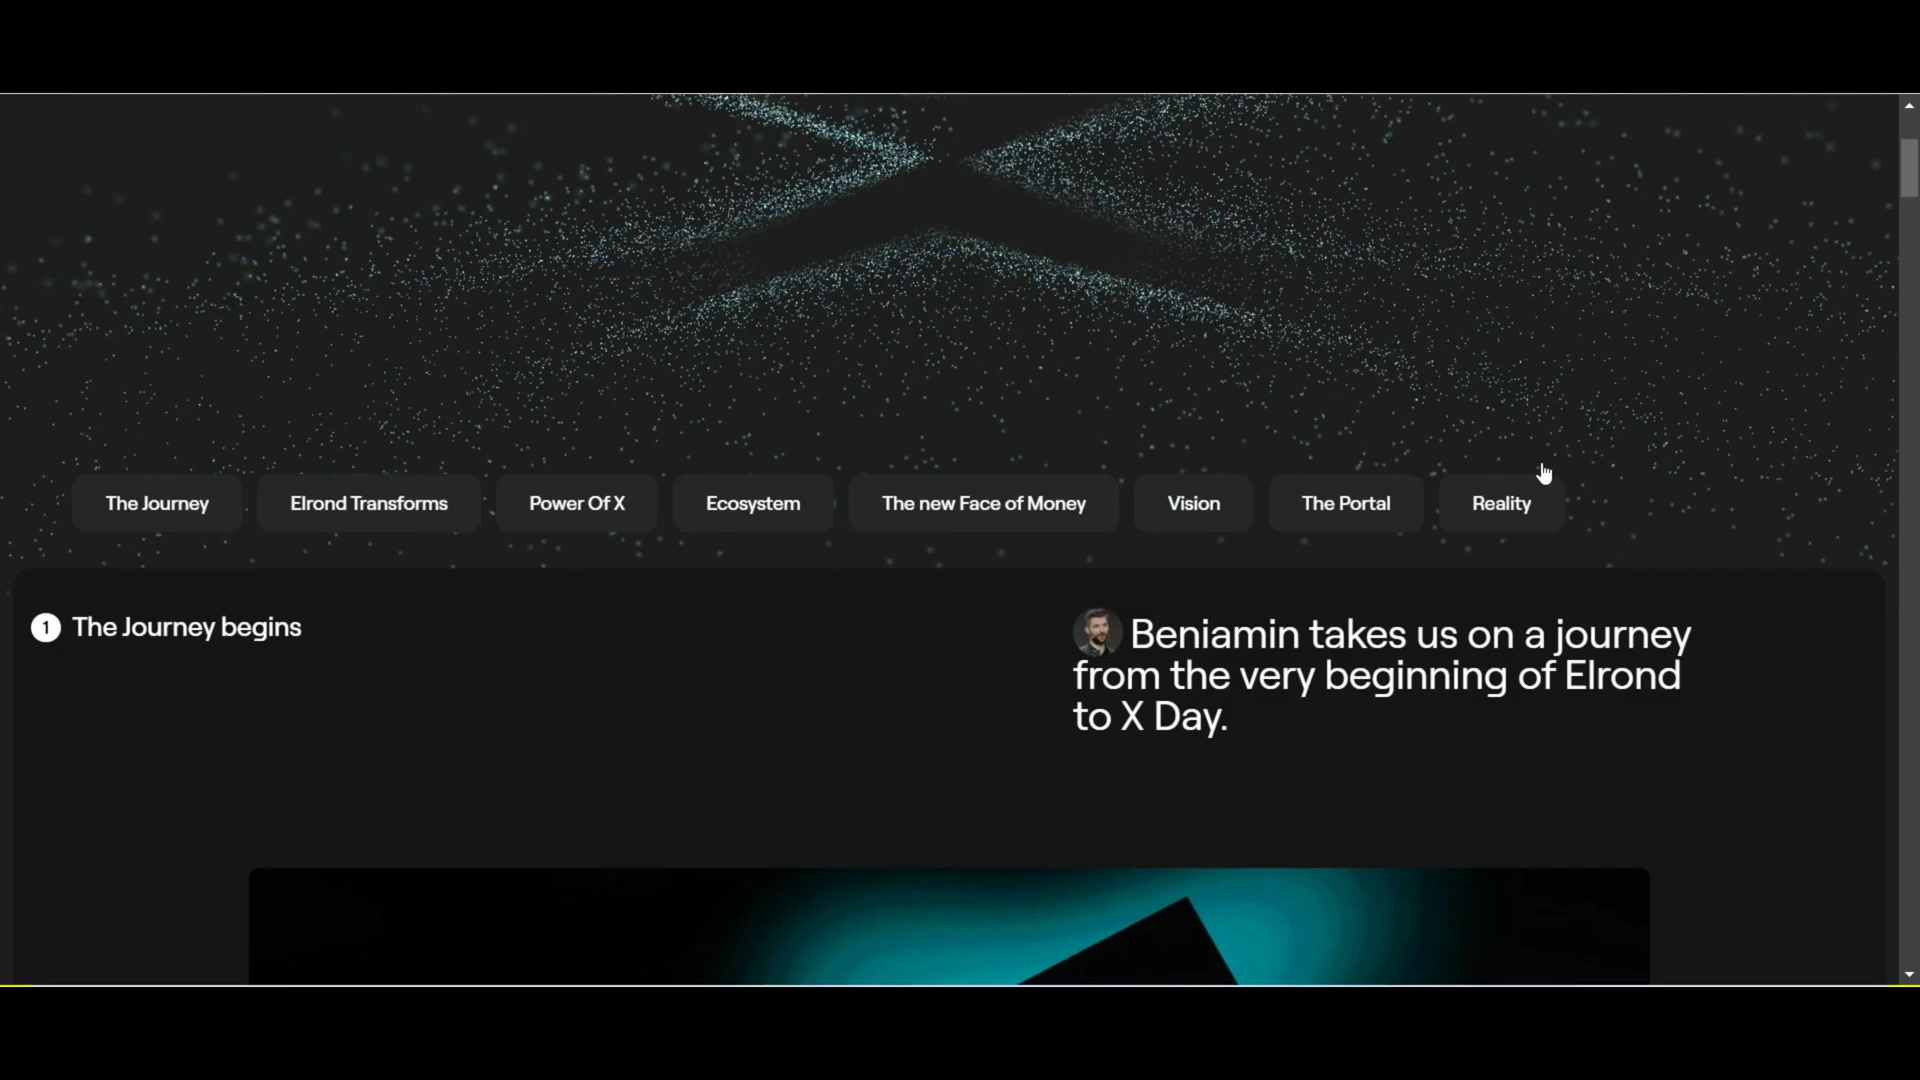 The Journey
Elrond Transforms
Power Of X
Ecosystem
The new Face of Money
Vision
The Portal
Reality
1 The Journey begins
Beniamin takes us on a journey
from the very beginning of Elrond
to X Day.